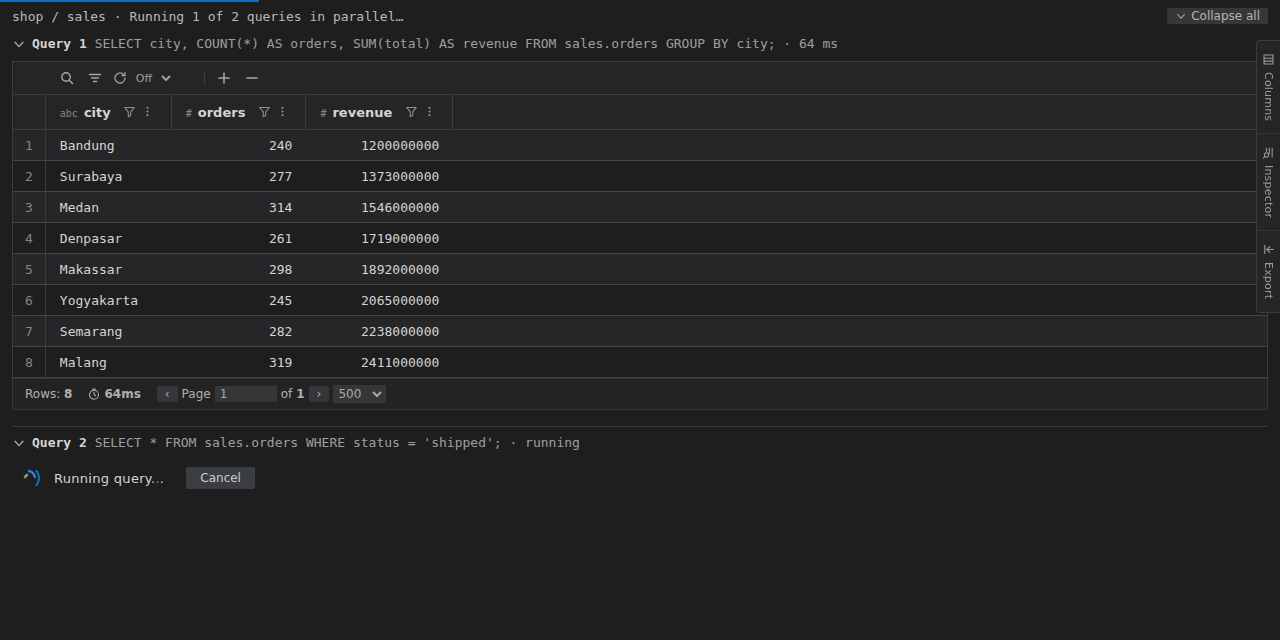 shop / sales · Running 1 of 2 queries in parallel…
Collapse all
Query 1 SELECT city, COUNT(*) AS orders, SUM(total) AS revenue FROM sales.orders GROUP BY city; · 64 ms
Off
abc city # orders # revenue
1 Bandung 240 1200000000
2 Surabaya 277 1373000000
3 Medan 314 1546000000
4 Denpasar 261 1719000000
5 Makassar 298 1892000000
6 Yogyakarta 245 2065000000
7 Semarang 282 2238000000
8 Malang 319 2411000000
Rows: 8 64ms ‹ Page 1 of 1 › 500
Columns
Inspector
Export
Query 2 SELECT * FROM sales.orders WHERE status = 'shipped'; · running
Running query... Cancel